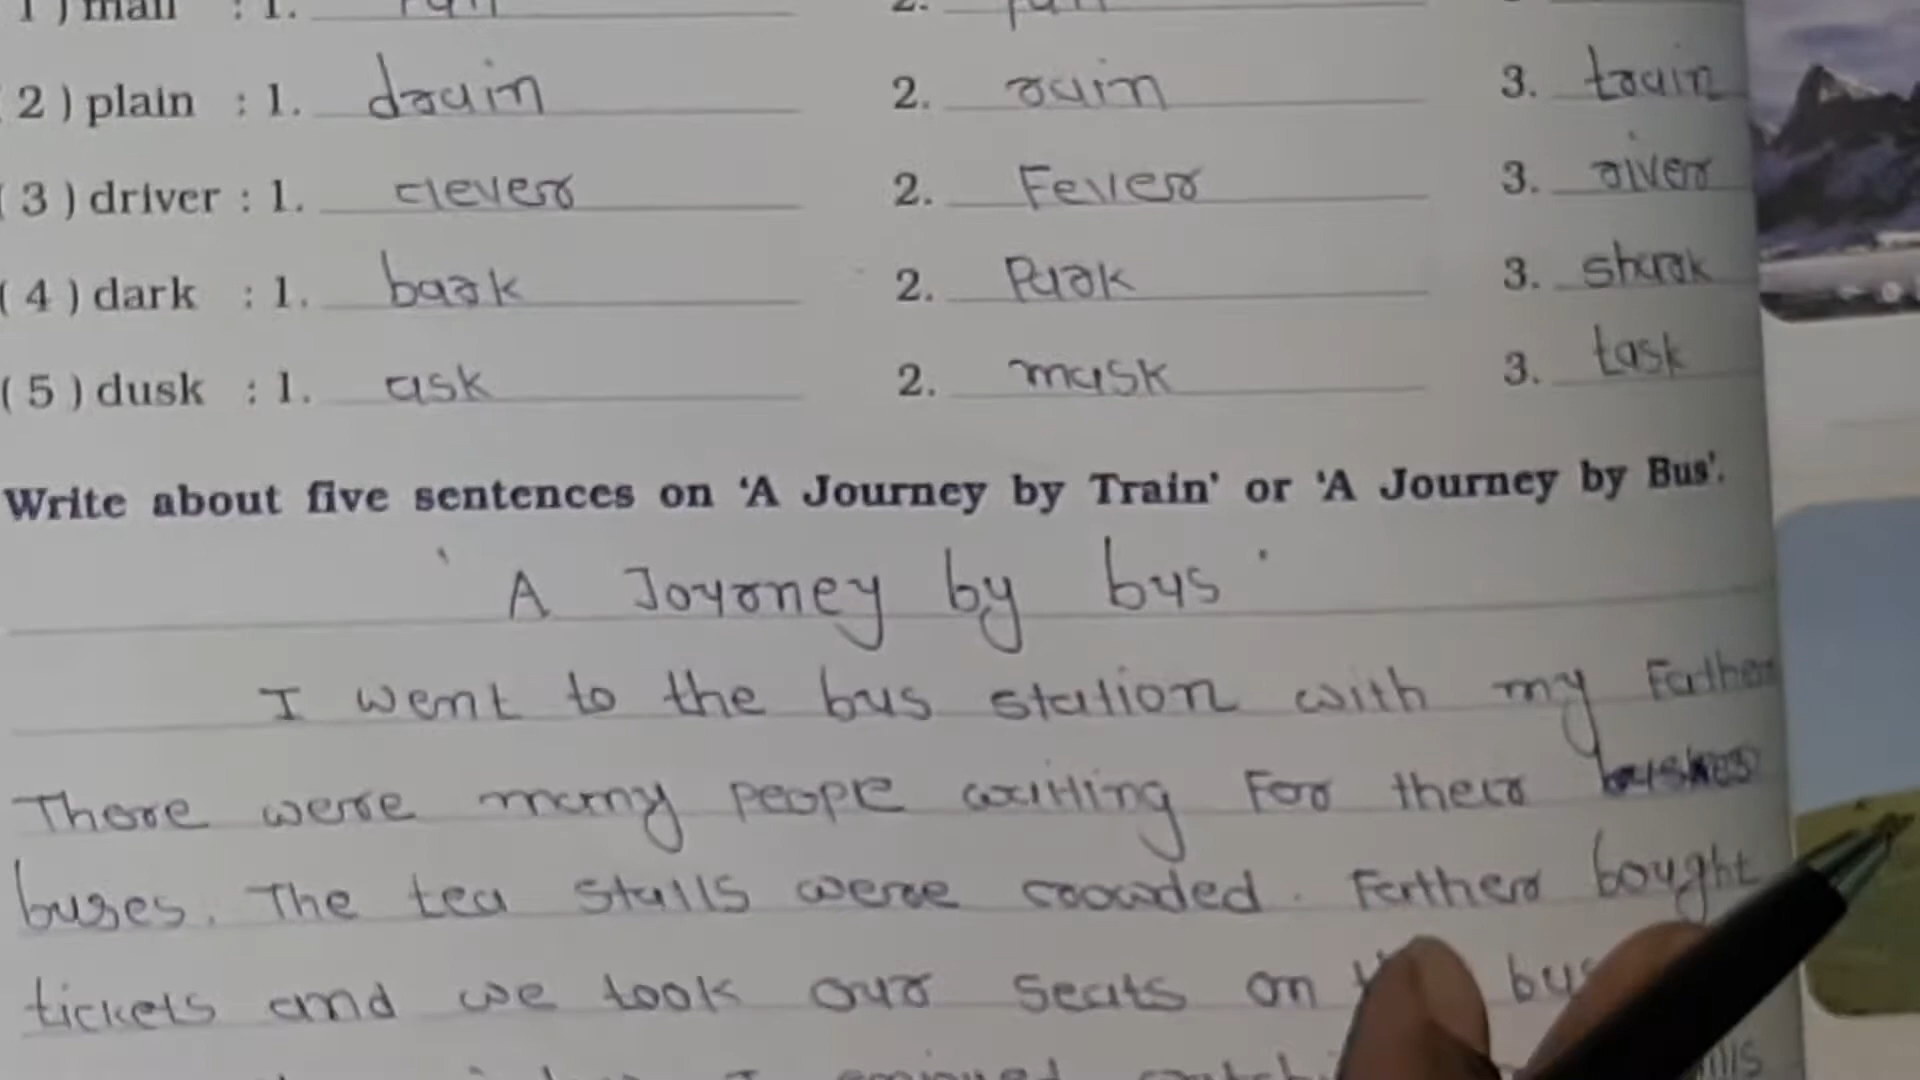 2 ) plain : 1. drain 2. rain 3. train
( 3 ) driver : 1. clever 2. Fever 3. river
( 4 ) dark : 1. bark 2. Park 3. shark
( 5 ) dusk : 1. ask 2. mask 3. task
Write about five sentences on ‘A Journey by Train’ or ‘A Journey by Bus’.
' A Journey by bus '
I went to the bus station with my Father
There were many people waiting For their
buses. The tea stalls were crowded. Father bought
tickets and we took our seats on
I enjoyed